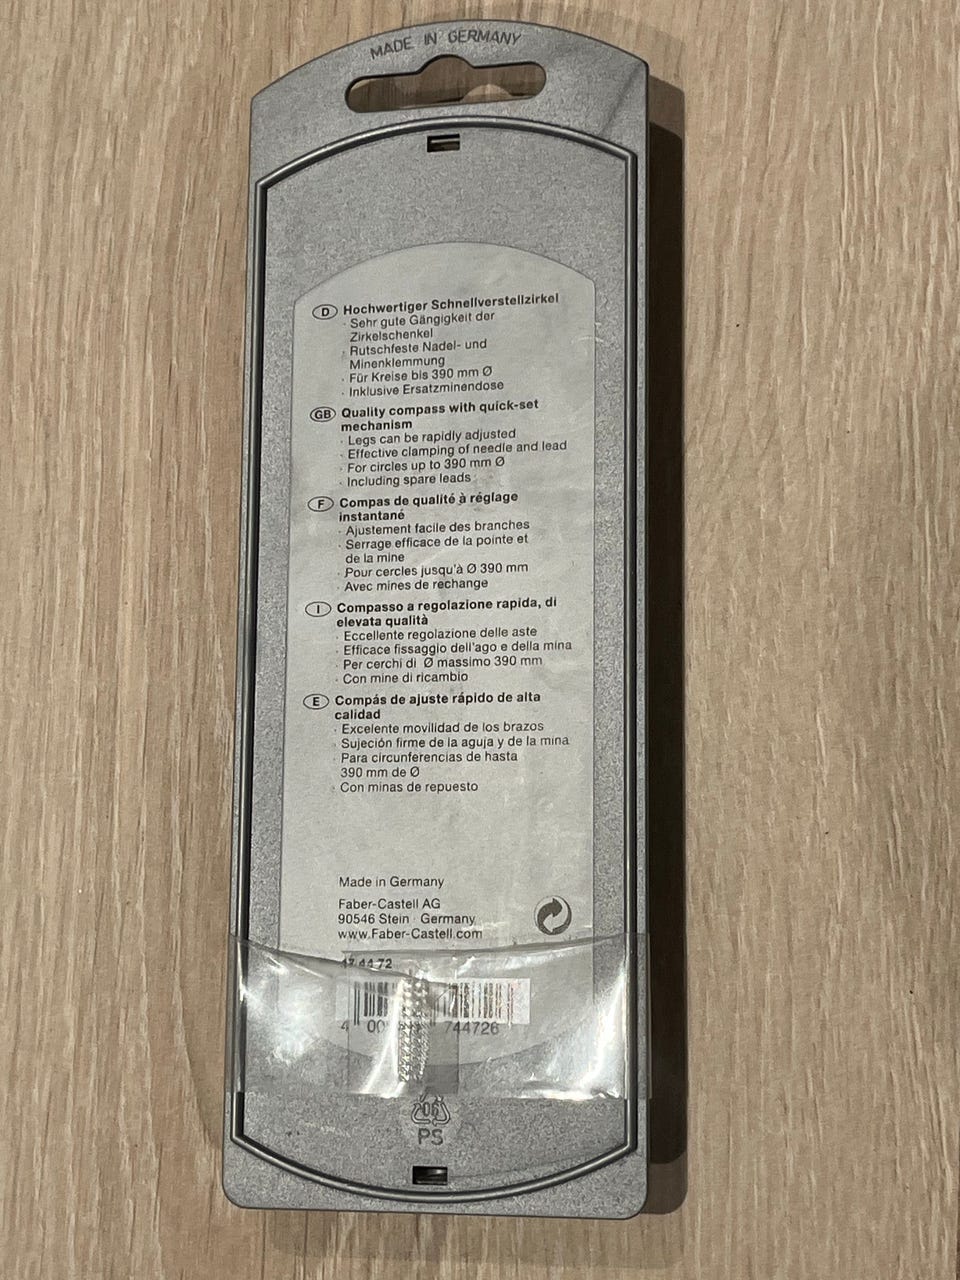 MADE IN GERMANY
D Hochwertiger Schnellverstellzirkel
· Sehr gute Gängigkeit der
Zirkelschenkel
· Rutschfeste Nadel- und
Minenklemmung
· Für Kreise bis 390 mm Ø
· Inklusive Ersatzminendose
GB Quality compass with quick-set
mechanism
· Legs can be rapidly adjusted
· Effective clamping of needle and lead
· For circles up to 390 mm Ø
· Including spare leads
F Compas de qualité à réglage
instantané
· Ajustement facile des branches
· Serrage efficace de la pointe et
de la mine
· Pour cercles jusqu'à Ø 390 mm
· Avec mines de rechange
I Compasso a regolazione rapida, di
elevata qualità
· Eccellente regolazione delle aste
· Efficace fissaggio dell'ago e della mina
· Per cerchi di Ø massimo 390 mm
· Con mine di ricambio
E Compás de ajuste rápido de alta
calidad
· Excelente movilidad de los brazos
· Sujeción firme de la aguja y de la mina
· Para circunferencias de hasta
390 mm de Ø
· Con minas de repuesto
Made in Germany
Faber-Castell AG
90546 Stein · Germany
www.Faber-Castell.com
17 44 72
4 00 744726
06
PS